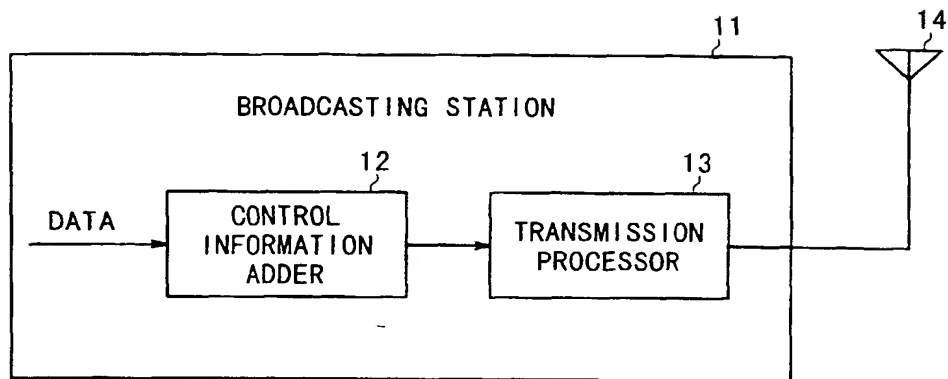 11
14
BROADCASTING STATION
12
13
DATA
CONTROL
INFORMATION
ADDER
TRANSMISSION
PROCESSOR